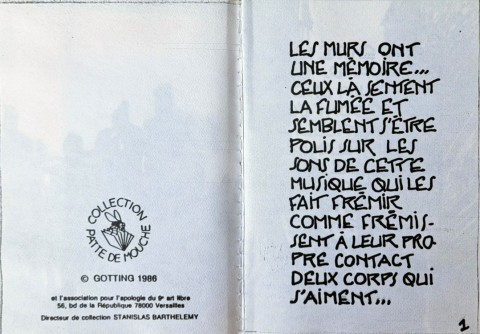 COLLECTION
PATTE DE MOUCHE
© GOTTING 1986
et l'association pour l'apologie du 9e art libre
56, bd de la République 78000 Versailles
Directeur de collection STANISLAS BARTHELEMY
LES MURS ONT
UNE MÉMOIRE...
CEUX LÀ SENTENT
LA FUMÉE ET
SEMBLENT S'ÊTRE
POLIS SUR LES
SONS DE CETTE
MUSIQUE QUI LES
FAIT FRÉMIR
COMME FRÉMIS-
SENT À LEUR PRO
PRE CONTACT
DEUX CORPS QUI
S'AIMENT...
1